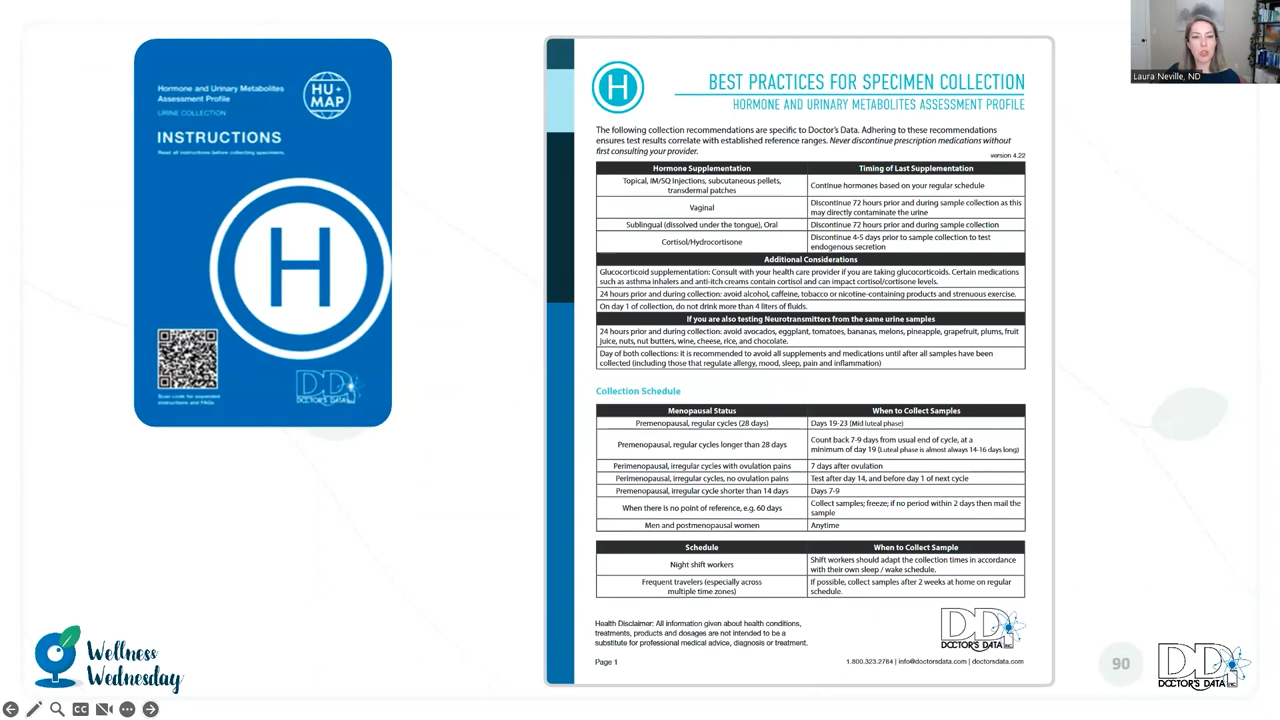 Hormone and Urinary Metabolites
Assessment Profile
URINE COLLECTION
INSTRUCTIONS
Read all instructions before collecting specimens.
HU+
MAP
H
Scan code for expanded
instructions and FAQs
DDI
DOCTOR'S DATA INC
H
BEST PRACTICES FOR SPECIMEN COLLECTION
HORMONE AND URINARY METABOLITES ASSESSMENT PROFILE
The following collection recommendations are specific to Doctor's Data. Adhering to these recommendations
ensures test results correlate with established reference ranges. Never discontinue prescription medications without
first consulting your provider.
version 4.22
Hormone Supplementation
Timing of Last Supplementation
Topical, IM/SQ Injections, subcutaneous pellets,
transdermal patches
Continue hormones based on your regular schedule
Vaginal
Discontinue 72 hours prior and during sample collection as this
may directly contaminate the urine
Sublingual (dissolved under the tongue), Oral
Discontinue 72 hours prior and during sample collection
Cortisol/Hydrocortisone
Discontinue 4-5 days prior to sample collection to test
endogenous secretion
Additional Considerations
Glucocorticoid supplementation: Consult with your health care provider if you are taking glucocorticoids. Certain medications
such as asthma inhalers and anti-itch creams contain cortisol and can impact cortisol/cortisone levels.
24 hours prior and during collection: avoid alcohol, caffeine, tobacco or nicotine-containing products and strenuous exercise.
On day 1 of collection, do not drink more than 4 liters of fluids.
If you are also testing Neurotransmitters from the same urine samples
24 hours prior and during collection: avoid avocados, eggplant, tomatoes, bananas, melons, pineapple, grapefruit, plums, fruit
juice, nuts, nut butters, wine, cheese, rice, and chocolate.
Day of both collections: it is recommended to avoid all supplements and medications until after all samples have been
collected (including those that regulate allergy, mood, sleep, pain and inflammation)
Collection Schedule
Menopausal Status
When to Collect Samples
Premenopausal, regular cycles (28 days)
Days 19-23 (Mid luteal phase)
Premenopausal, regular cycles longer than 28 days
Count back 7-9 days from usual end of cycle, at a
minimum of day 19 (Luteal phase is almost always 14-16 days long)
Perimenopausal, irregular cycles with ovulation pains
7 days after ovulation
Perimenopausal, irregular cycles, no ovulation pains
Test after day 14, and before day 1 of next cycle
Premenopausal, irregular cycle shorter than 14 days
Days 7-9
When there is no point of reference, e.g. 60 days
Collect samples; freeze; if no period within 2 days then mail the
sample
Men and postmenopausal women
Anytime
Schedule
When to Collect Sample
Night shift workers
Shift workers should adapt the collection times in accordance
with their own sleep / wake schedule.
Frequent travelers (especially across
multiple time zones)
If possible, collect samples after 2 weeks at home on regular
schedule.
Health Disclaimer: All information given about health conditions,
treatments, products and dosages are not intended to be a
substitute for professional medical advice, diagnosis or treatment.
DDI
DOCTOR'S DATA INC
Page 1
1.800.323.2784 | info@doctorsdata.com | doctorsdata.com
Laura Neville, ND
Wellness
Wednesday
90
DDI
DOCTOR'S DATA INC
CC